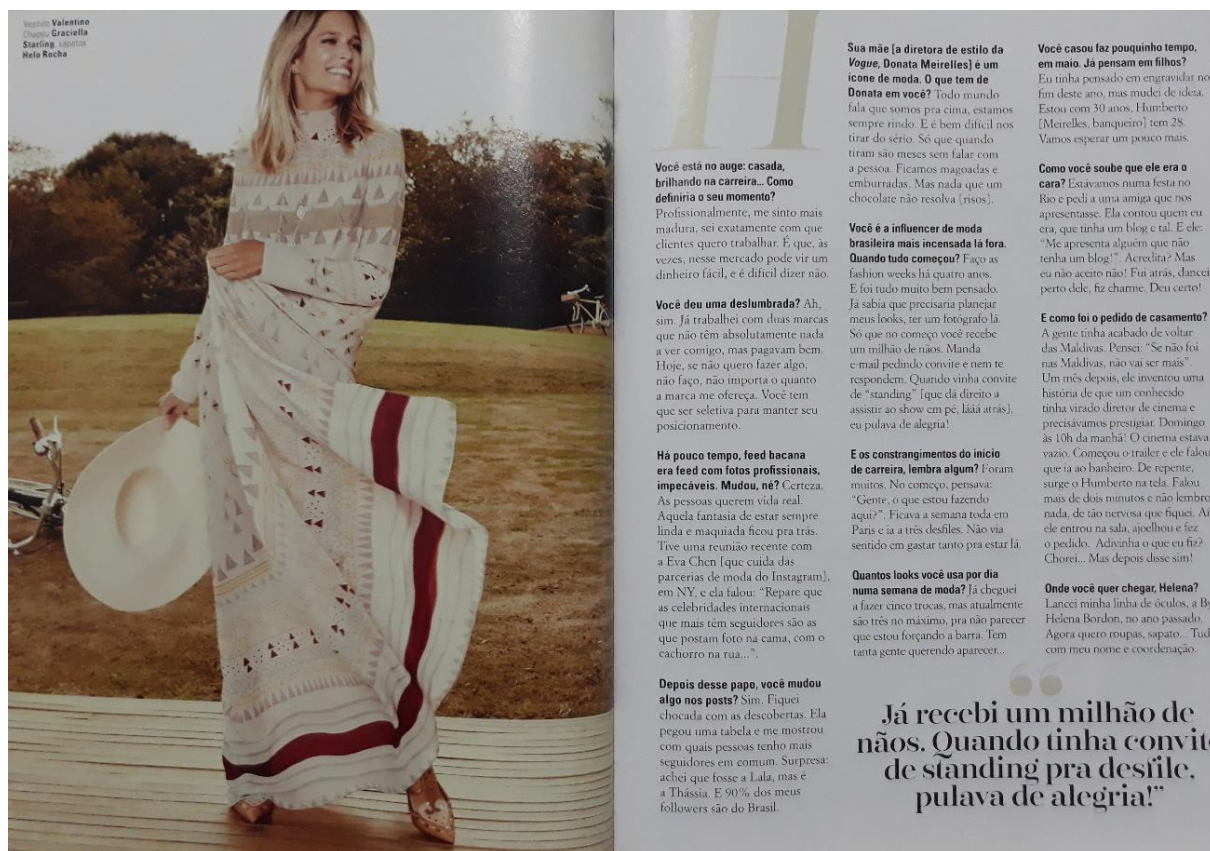 Vestido Valentino
Chapéu Graciella
Starling, sapatos
Helo Rocha
H
Você está no auge: casada,
brilhando na carreira... Como
definiria o seu momento?
Profissionalmente, me sinto mais
madura, sei exatamente com que
clientes quero trabalhar. É que, às
vezes, nesse mercado pode vir um
dinheiro fácil, e é difícil dizer não.
Você deu uma deslumbrada? Ah,
sim. Já trabalhei com duas marcas
que não têm absolutamente nada
a ver comigo, mas pagavam bem.
Hoje, se não quero fazer algo,
não faço, não importa o quanto
a marca me ofereça. Você tem
que ser seletiva para manter seu
posicionamento.
Há pouco tempo, feed bacana
era feed com fotos profissionais,
impecáveis. Mudou, né? Certeza.
As pessoas querem vida real.
Aquela fantasia de estar sempre
linda e maquiada ficou pra trás.
Tive uma reunião recente com
a Eva Chen [que cuida das
parcerias de moda do Instagram],
em NY, e ela falou: “Repare que
as celebridades internacionais
que mais têm seguidores são as
que postam foto na cama, com o
cachorro na rua...”.
Depois desse papo, você mudou
algo nos posts? Sim. Fiquei
chocada com as descobertas. Ela
pegou uma tabela e me mostrou
com quais pessoas tenho mais
seguidores em comum. Surpresa:
achei que fosse a Lala, mas é
a Thássia. E 90% dos meus
followers são do Brasil.
Sua mãe [a diretora de estilo da
Vogue, Donata Meirelles] é um
ícone de moda. O que tem de
Donata em você? Todo mundo
fala que somos pra cima, estamos
sempre rindo. E é bem difícil nos
tirar do sério. Só que quando
tiram são meses sem falar com
a pessoa. Ficamos magoadas e
emburradas. Mas nada que um
chocolate não resolva [risos].
Você é a influencer de moda
brasileira mais incensada lá fora.
Quando tudo começou? Faço as
fashion weeks há quatro anos.
E foi tudo muito bem pensado.
Já sabia que precisaria planejar
meus looks, ter um fotógrafo lá.
Só que no começo você recebe
um milhão de nãos. Manda
e-mail pedindo convite e nem te
respondem. Quando vinha convite
de “standing” [que dá direito a
assistir ao show em pé, lááá atrás],
eu pulava de alegria!
E os constrangimentos do início
de carreira, lembra algum? Foram
muitos. No começo, pensava:
“Gente, o que estou fazendo
aqui?”. Ficava a semana toda em
Paris e ia a três desfiles. Não via
sentido em gastar tanto pra estar lá.
Quantos looks você usa por dia
numa semana de moda? Já cheguei
a fazer cinco trocas, mas atualmente
são três no máximo, pra não parecer
que estou forçando a barra. Tem
tanta gente querendo aparecer...
Você casou faz pouquinho tempo,
em maio. Já pensam em filhos?
Eu tinha pensado em engravidar no
fim deste ano, mas mudei de ideia.
Estou com 30 anos, Humberto
[Meirelles, banqueiro] tem 28.
Vamos esperar um pouco mais.
Como você soube que ele era o
cara? Estávamos numa festa no
Rio e pedi a uma amiga que nos
apresentasse. Ela contou quem eu
era, que tinha um blog e tal. E ele:
“Me apresenta alguém que não
tenha um blog!”. Acredita? Mas
eu não aceito não! Fui atrás, dancei
perto dele, fiz charme. Deu certo!
E como foi o pedido de casamento?
A gente tinha acabado de voltar
das Maldivas. Pensei: “Se não foi
nas Maldivas, não vai ser mais”.
Um mês depois, ele inventou uma
história de que um conhecido
tinha virado diretor de cinema e
precisávamos prestigiar. Domingo
às 10h da manhã! O cinema estava
vazio. Começou o trailer e ele falou
que ia ao banheiro. De repente,
surge o Humberto na tela. Falou
mais de dois minutos e não lembro
nada, de tão nervosa que fiquei. Aí
ele entrou na sala, ajoelhou e fez
o pedido. Adivinha o que eu fiz?
Chorei... Mas depois disse sim!
Onde você quer chegar, Helena?
Lancei minha linha de óculos, a By
Helena Bordon, no ano passado.
Agora quero roupas, sapato... Tud
com meu nome e coordenação.
“
Já recebi um milhão de
nãos. Quando tinha convite
de standing pra desfile,
pulava de alegria!”